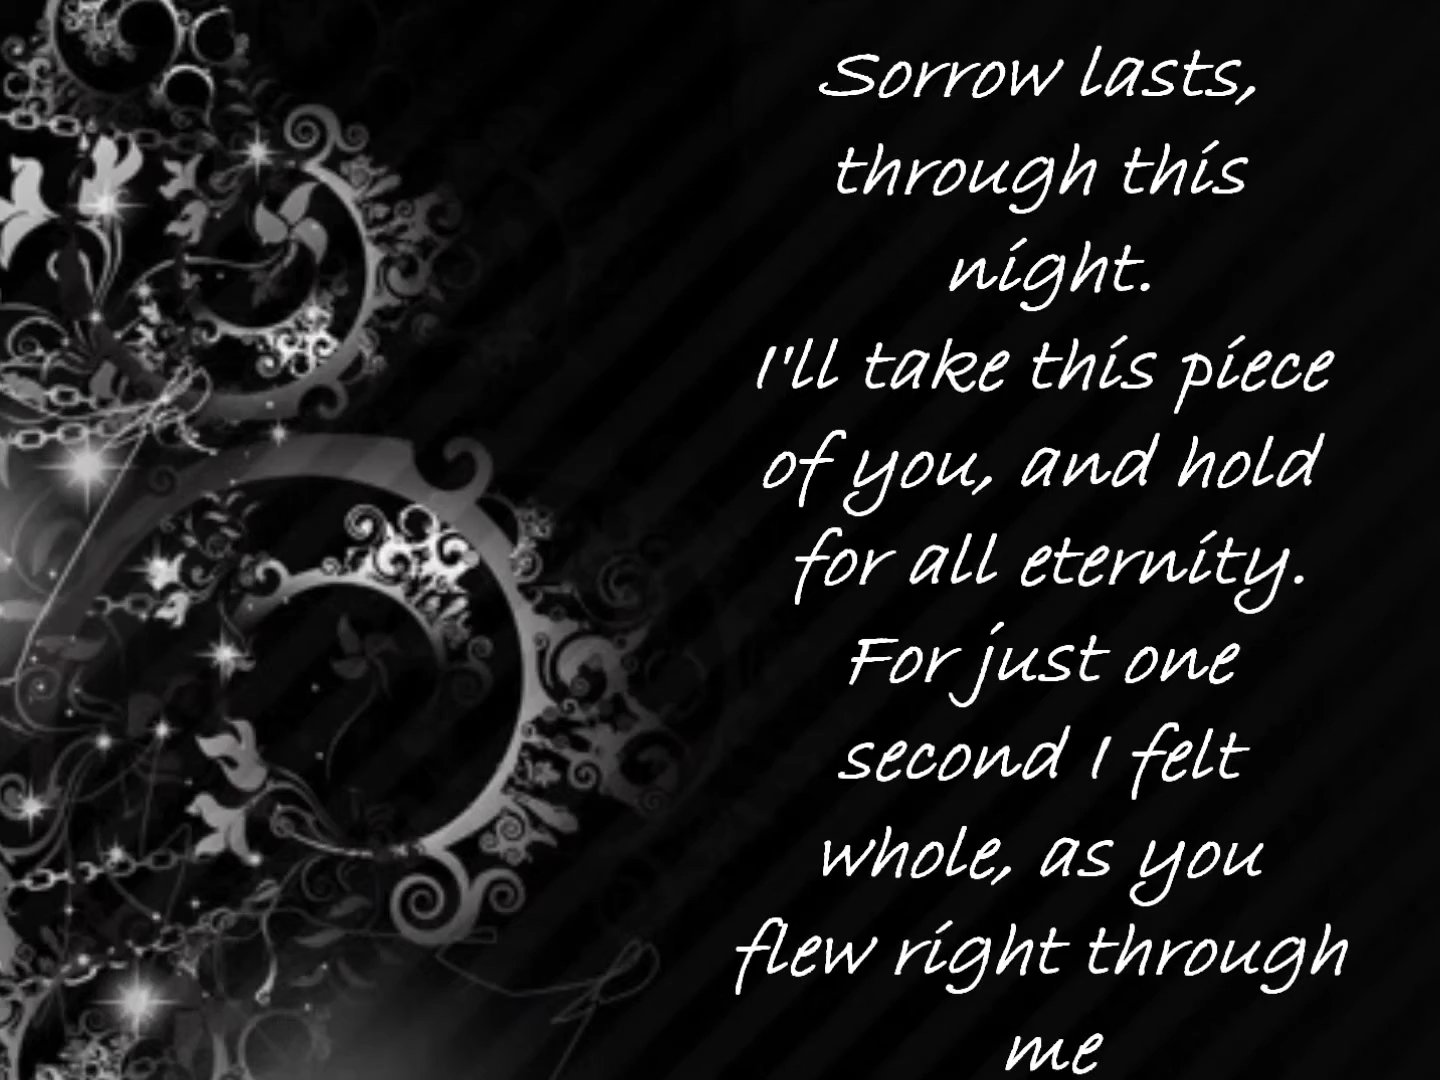 Sorrow lasts,
through this
night.
I'll take this piece
of you, and hold
for all eternity.
For just one
second I felt
whole, as you
flew right through
me